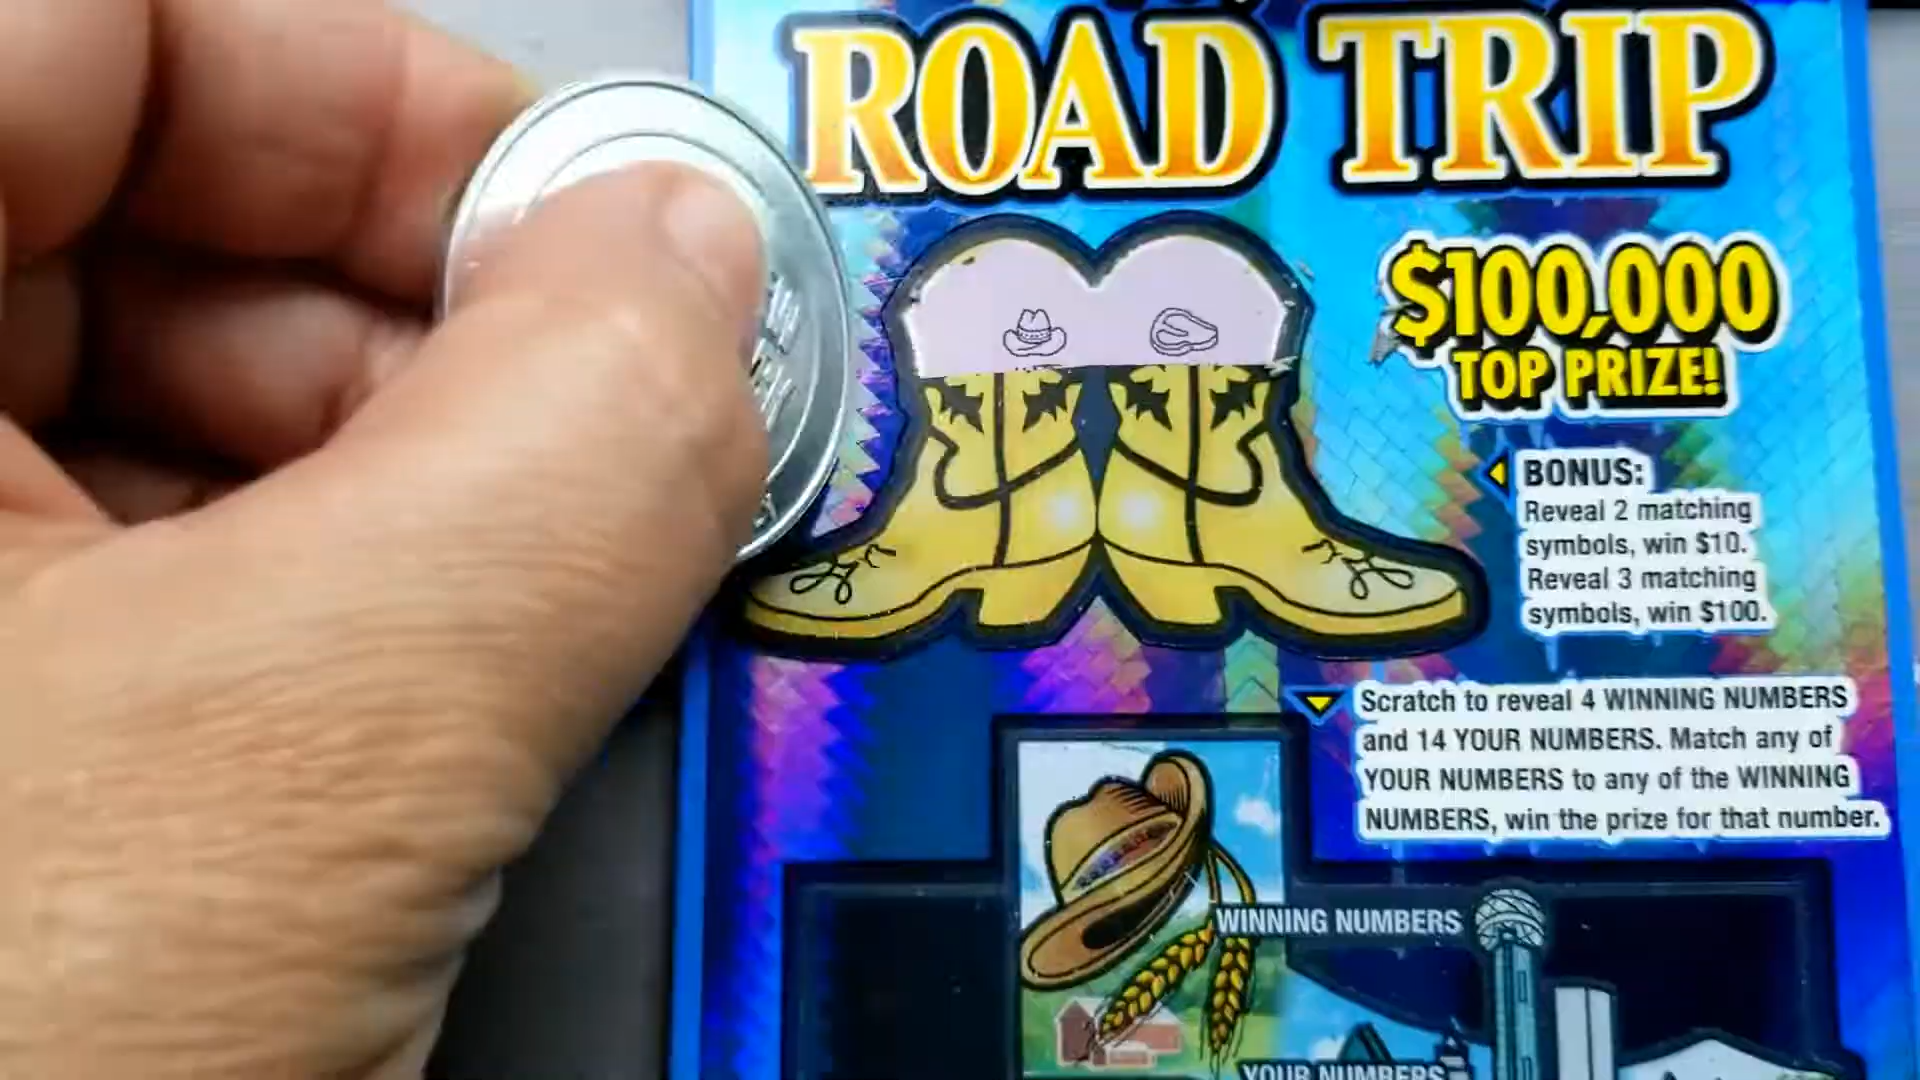 ROAD TRIP
$100,000
TOP PRIZE!
BONUS:
Reveal 2 matching
symbols, win $10.
Reveal 3 matching
symbols, win $100.
Scratch to reveal 4 WINNING NUMBERS
and 14 YOUR NUMBERS. Match any of
YOUR NUMBERS to any of the WINNING
NUMBERS, win the prize for that number.
WINNING NUMBERS
YOUR NUMBERS